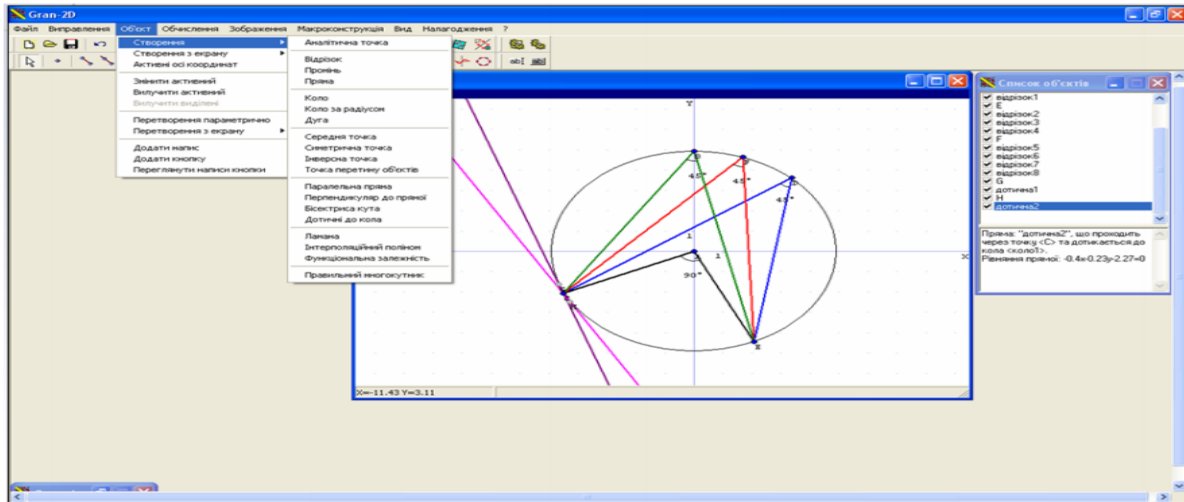 Gran-2D
Файл Виправлення Об'єкт Обчислення Зображення Макроконструкція Вид Налагодження ?
Створення
Створення з екрану
Активні осі координат
Змінити активний
Вилучити активний
Вилучити виділені
Перетворення параметрично
Перетворення з екрану
Додати напис
Додати кнопку
Переглянути написи кнопки
Аналітична точка
Відрізок
Промінь
Пряма
Коло
Коло за радіусом
Дуга
Середня точка
Симетрична точка
Інверсна точка
Точка перетину об'єктів
Паралельна пряма
Перпендикуляр до прямої
Бісектриса кута
Дотичні до кола
Ламана
Інтерполяційний поліном
Функціональна залежність
Правильний многокутник
Y
45°
45°
45°
1
1
X
90°
E
X=-11.43 Y=3.11
Список об'єктів
відрізок1
E
відрізок2
відрізок3
відрізок4
F
відрізок5
відрізок6
відрізок7
відрізок8
G
дотична1
H
дотична2
Пряма: "дотична2", що проходить
через точку <C> та дотикається до
кола <коло1>.
Рівняння прямої: -0.4x-0.23y-2.27=0